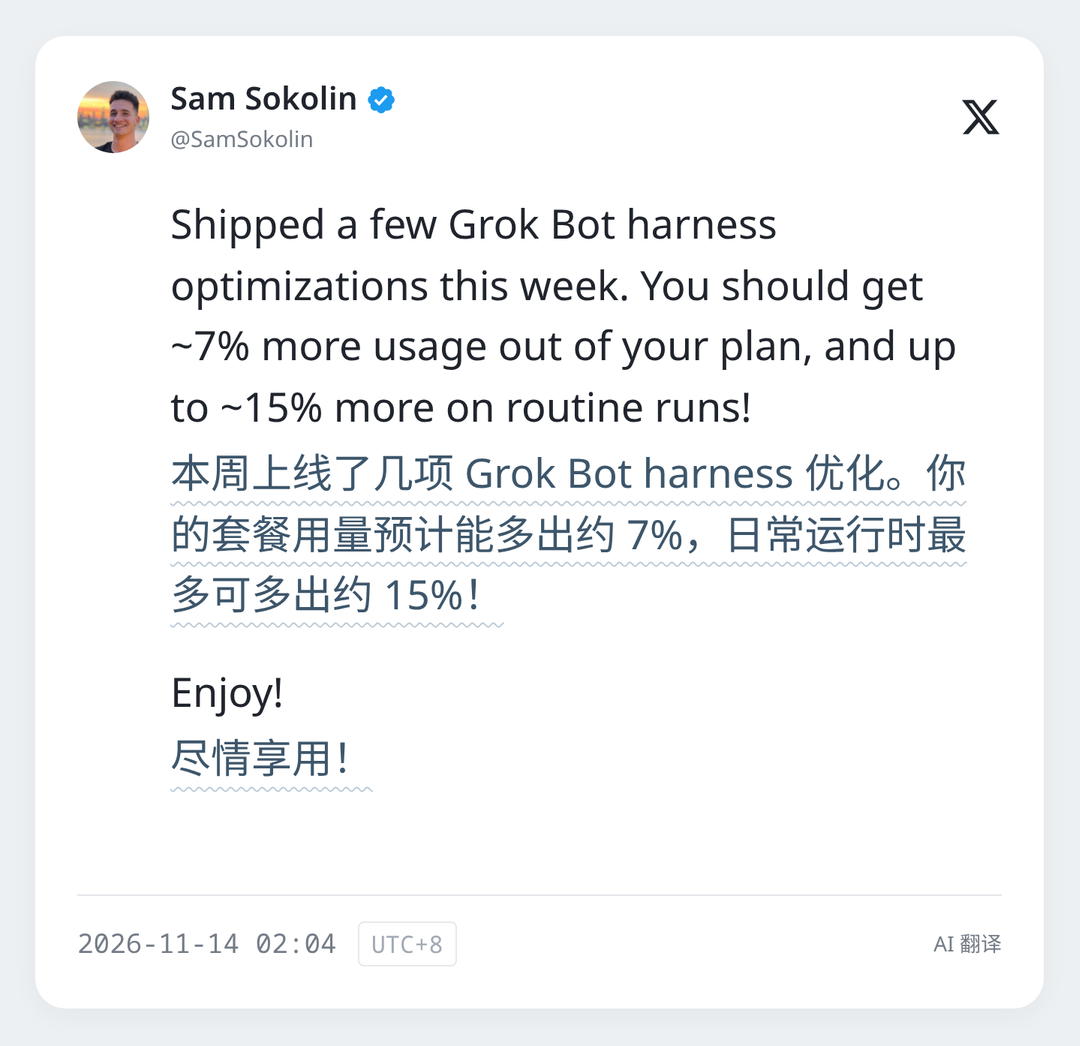 Sam Sokolin
@SamSokolin
Shipped a few Grok Bot harness
optimizations this week. You should get
~7% more usage out of your plan, and up
to ~15% more on routine runs!
本周上线了几项 Grok Bot harness 优化。你
的套餐用量预计能多出约 7%，日常运行时最
多可多出约 15%！
Enjoy!
尽情享用！
2026-11-14 02:04 UTC+8
AI 翻译